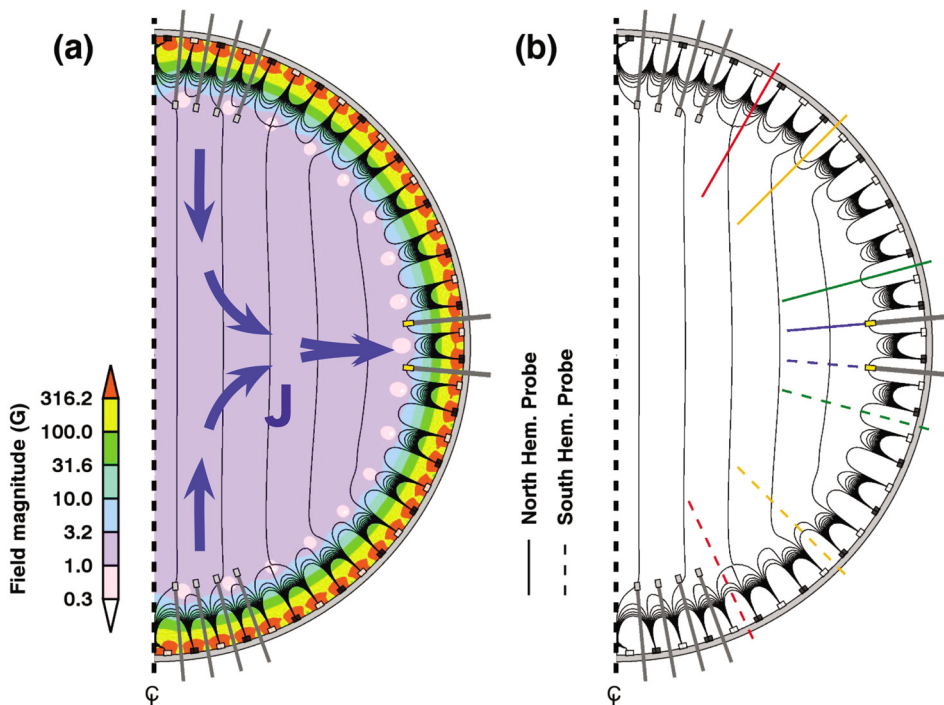 (a)
(b)
J
Field magnitude (G)
316.2
100.0
31.6
10.0
3.2
1.0
0.3
North Hem. Probe
South Hem. Probe
℄
℄